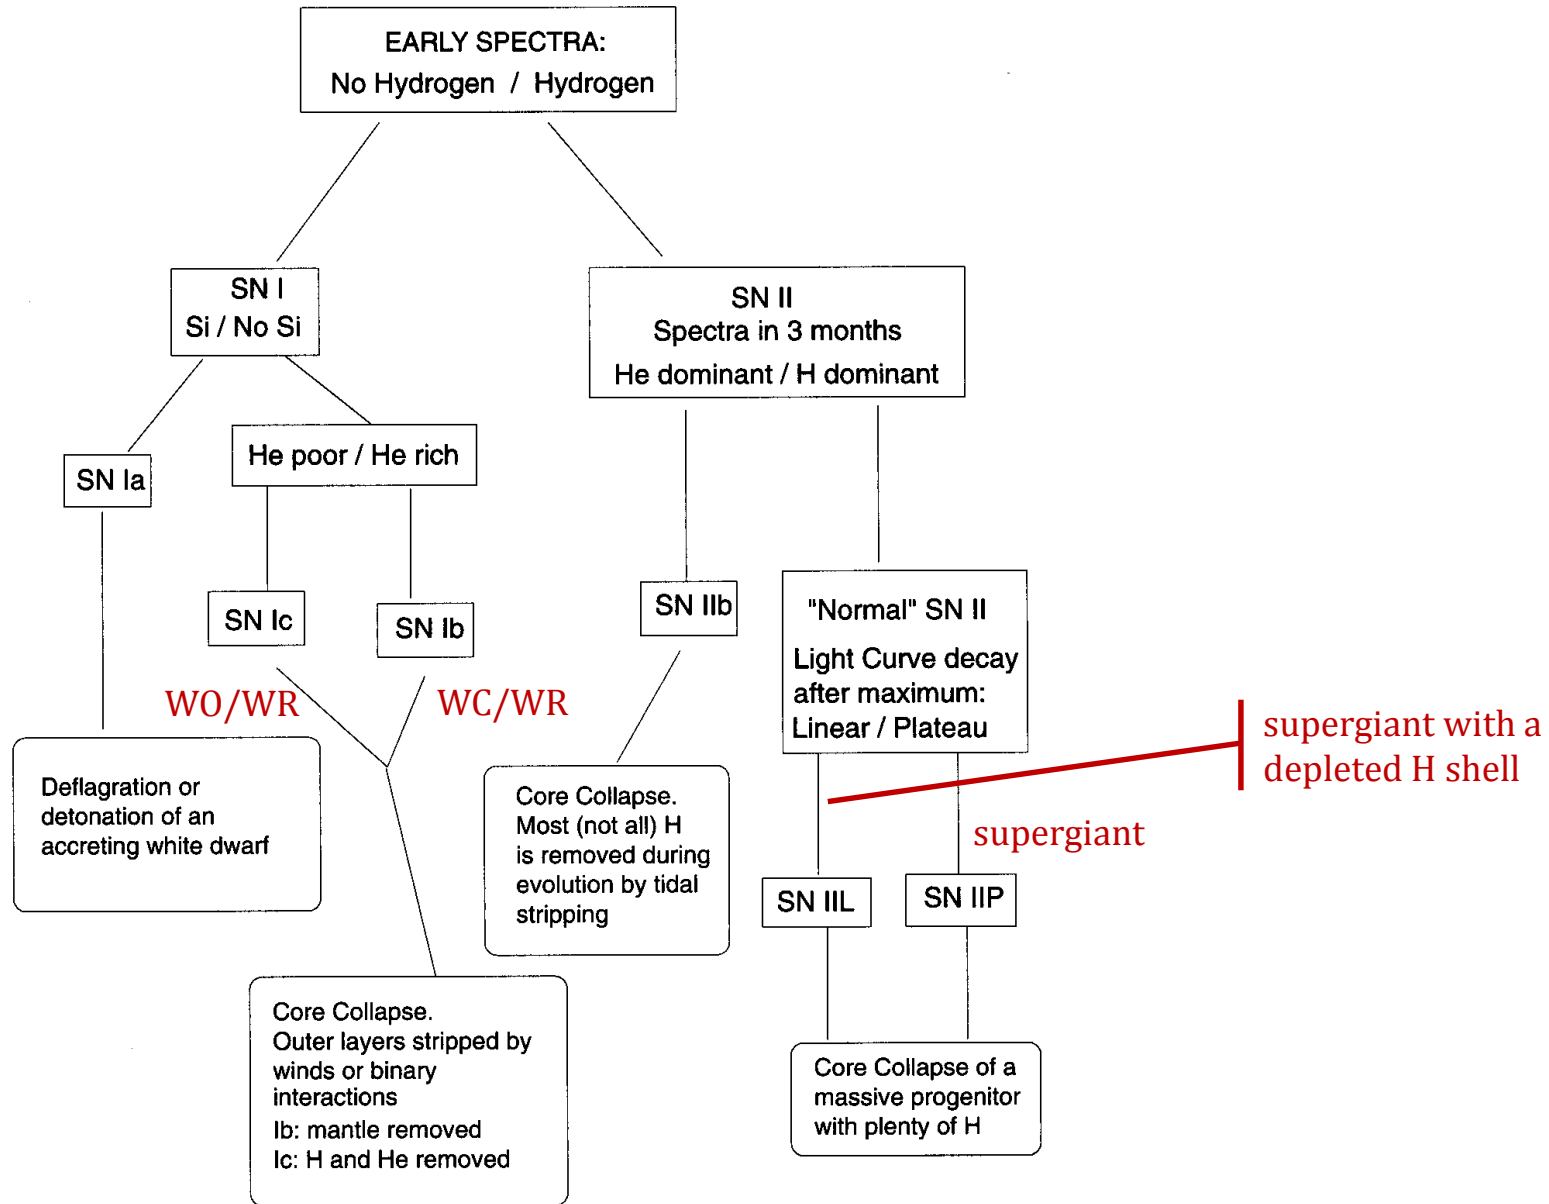 EARLY SPECTRA:
No Hydrogen / Hydrogen
SN I
Si / No Si
SN II
Spectra in 3 months
He dominant / H dominant
SN Ia
He poor / He rich
SN Ic
SN Ib
SN IIb
"Normal" SN II
Light Curve decay
after maximum:
Linear / Plateau
WO/WR
WC/WR
supergiant with a
depleted H shell
supergiant
Deflagration or
detonation of an
accreting white dwarf
Core Collapse.
Most (not all) H
is removed during
evolution by tidal
stripping
SN IIL
SN IIP
Core Collapse.
Outer layers stripped by
winds or binary
interactions
Ib: mantle removed
Ic: H and He removed
Core Collapse of a
massive progenitor
with plenty of H